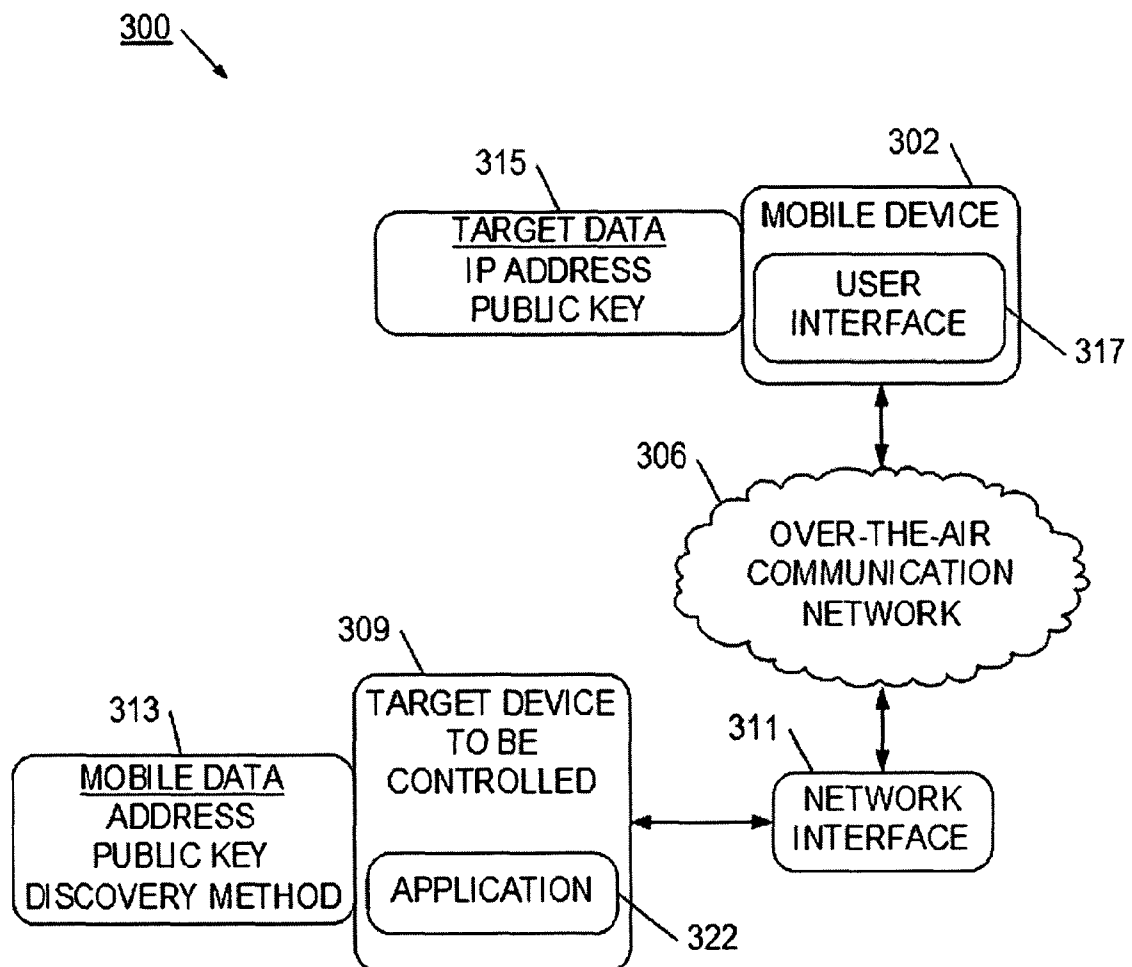 300
302
315
MOBILE DEVICE
TARGET DATA
IP ADDRESS
PUBLIC KEY
USER
INTERFACE
317
306
OVER-THE-AIR
COMMUNICATION
NETWORK
309
TARGET DEVICE
TO BE
CONTROLLED
311
313
MOBILE DATA
ADDRESS
PUBLIC KEY
DISCOVERY METHOD
NETWORK
INTERFACE
APPLICATION
322